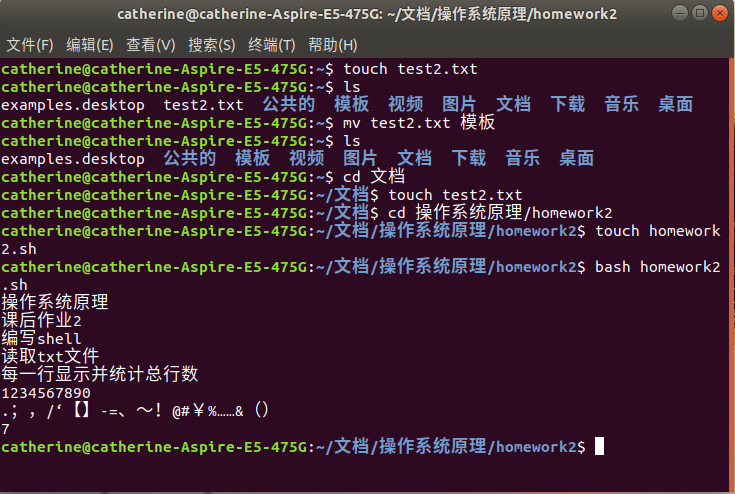 catherine@catherine-Aspire-E5-475G: ~/文档/操作系统原理/homework2
文件(F) 编辑(E) 查看(V) 搜索(S) 终端(T) 帮助(H)
catherine@catherine-Aspire-E5-475G:~$ touch test2.txt
catherine@catherine-Aspire-E5-475G:~$ ls
examples.desktop test2.txt 公共的 模板 视频 图片 文档 下载 音乐 桌面
catherine@catherine-Aspire-E5-475G:~$ mv test2.txt 模板
catherine@catherine-Aspire-E5-475G:~$ ls
examples.desktop 公共的 模板 视频 图片 文档 下载 音乐 桌面
catherine@catherine-Aspire-E5-475G:~$ cd 文档
catherine@catherine-Aspire-E5-475G:~/文档$ touch test2.txt
catherine@catherine-Aspire-E5-475G:~/文档$ cd 操作系统原理/homework2
catherine@catherine-Aspire-E5-475G:~/文档/操作系统原理/homework2$ touch homework
2.sh
catherine@catherine-Aspire-E5-475G:~/文档/操作系统原理/homework2$ bash homework2
.sh
操作系统原理
课后作业2
编写shell
读取txt文件
每一行显示并统计总行数
1234567890
.；，/‘【】-=、～！@#￥%……&（）
7
catherine@catherine-Aspire-E5-475G:~/文档/操作系统原理/homework2$